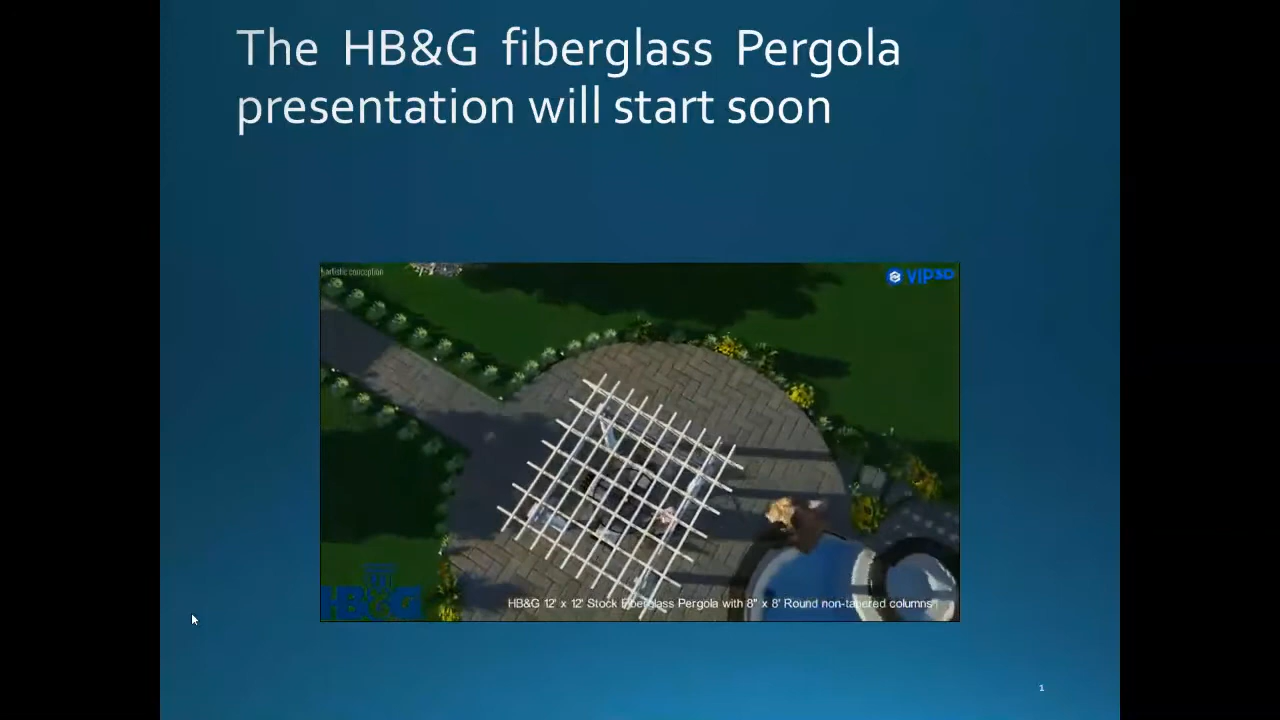 The HB&G fiberglass Pergola
presentation will start soon
artistic conception
VIP3D
HB&G
HB&G 12' x 12' Stock Fiberglass Pergola with 8" x 8' Round non-tapered columns
1